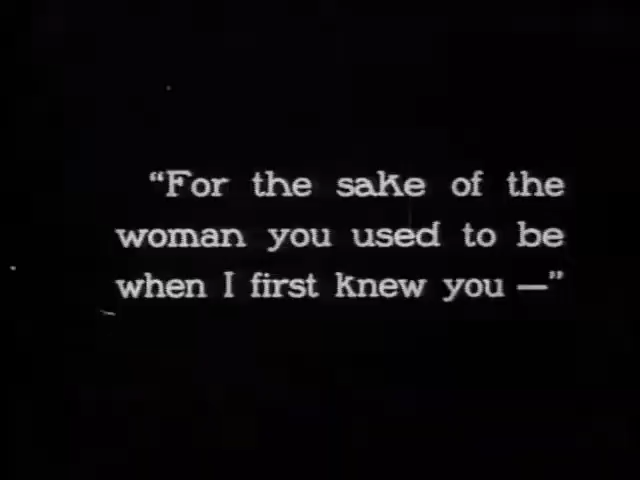 “For the sake of the
woman you used to be
when I first knew you —”